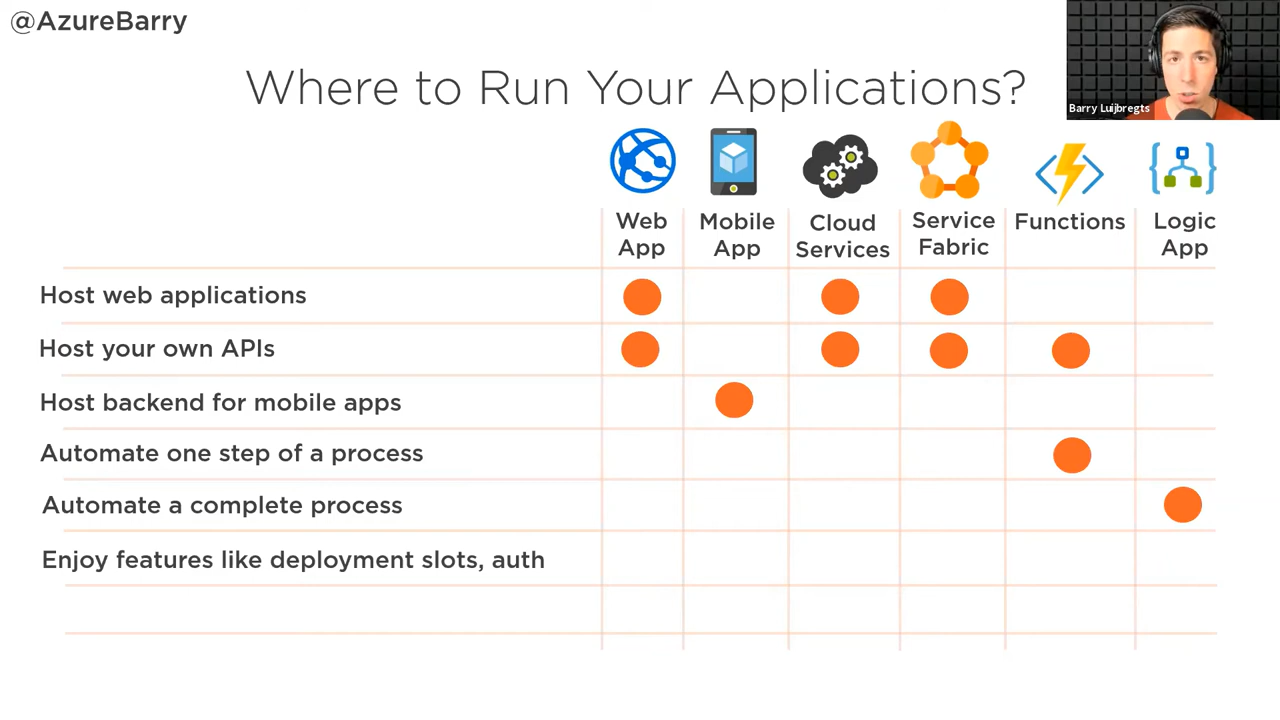 @AzureBarry
Where to Run Your Applications?
Barry Luijbregts
Web
App
Mobile
App
Cloud
Services
Service
Fabric
Functions
Logic
App
Host web applications
Host your own APIs
Host backend for mobile apps
Automate one step of a process
Automate a complete process
Enjoy features like deployment slots, auth